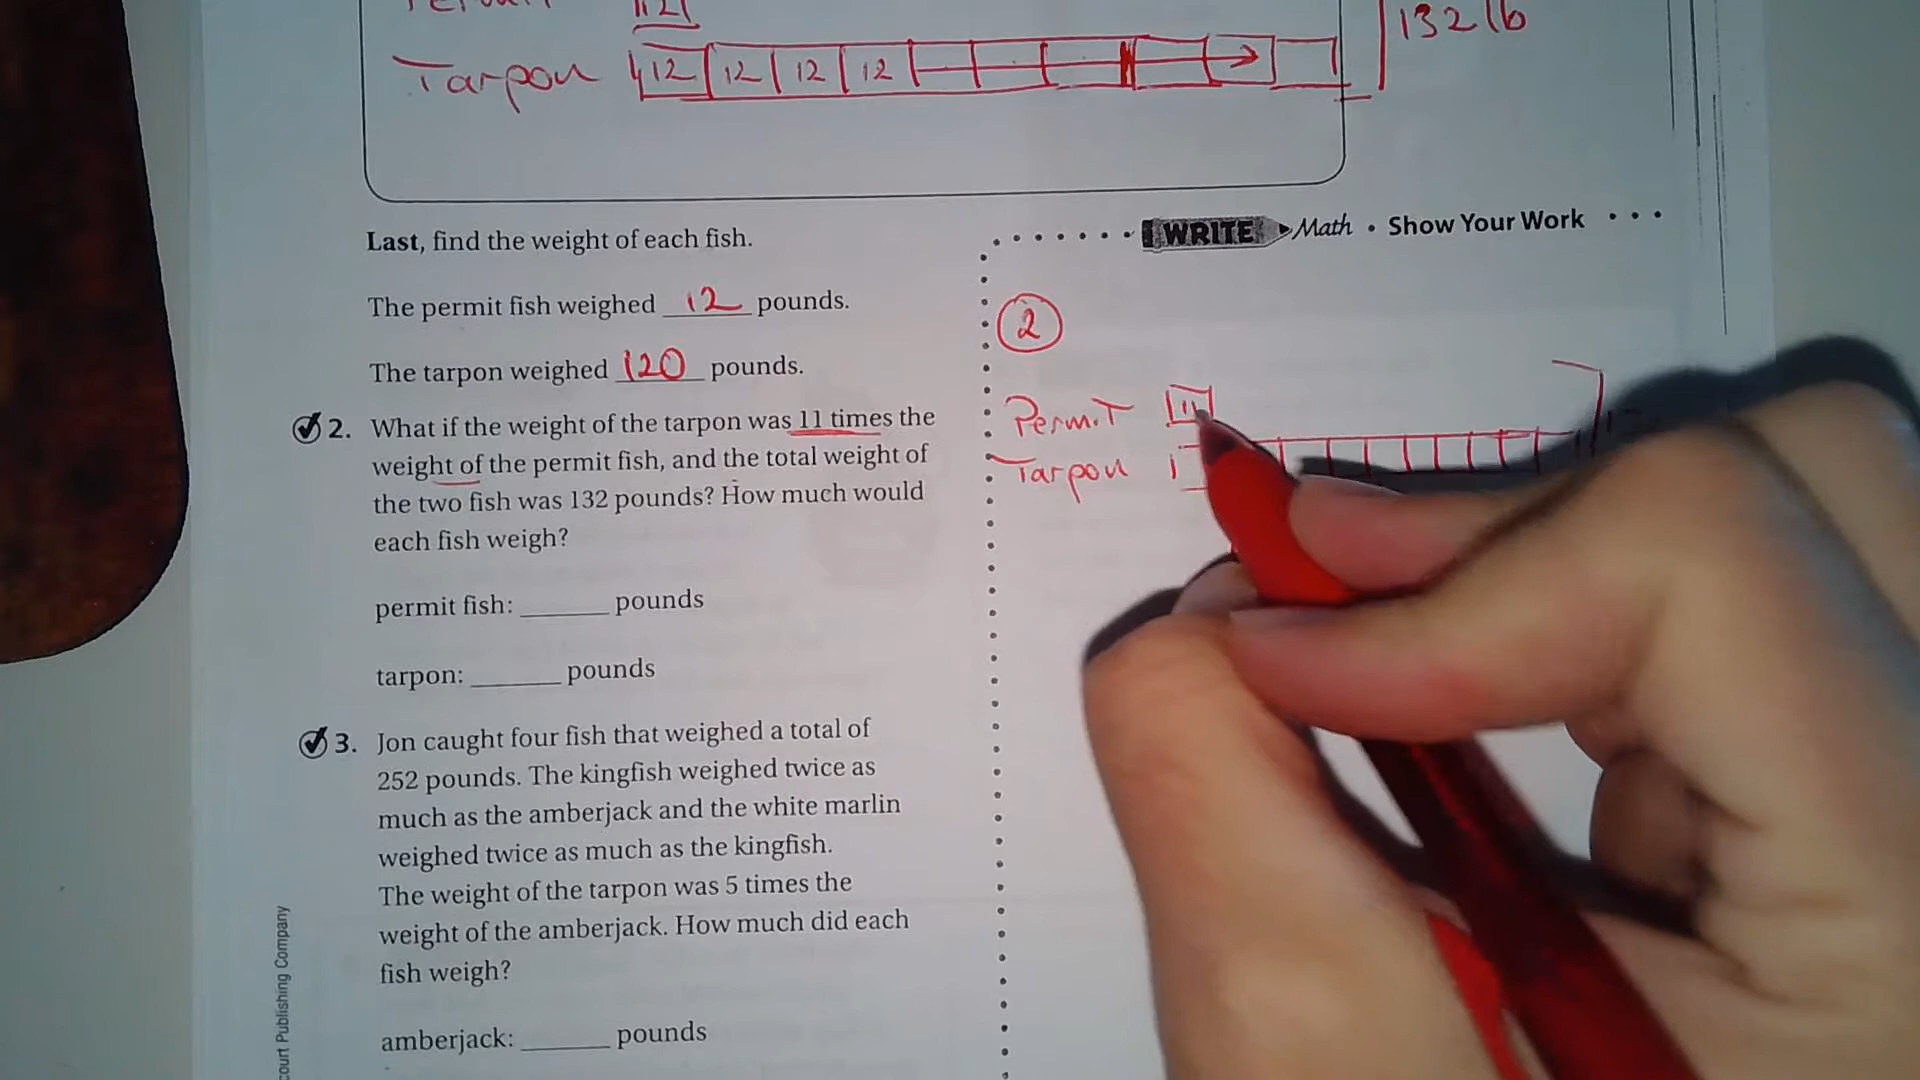 132 lb
Tarpon 12 12 12 12
Last, find the weight of each fish.
WRITE Math • Show Your Work
The permit fish weighed 12 pounds.
The tarpon weighed 120 pounds.
2
Permit 11
Tarpon
2. What if the weight of the tarpon was 11 times the
weight of the permit fish, and the total weight of
the two fish was 132 pounds? How much would
each fish weigh?
permit fish: ______ pounds
tarpon: ______ pounds
3. Jon caught four fish that weighed a total of
252 pounds. The kingfish weighed twice as
much as the amberjack and the white marlin
weighed twice as much as the kingfish.
The weight of the tarpon was 5 times the
weight of the amberjack. How much did each
fish weigh?
amberjack: ______ pounds
court Publishing Company